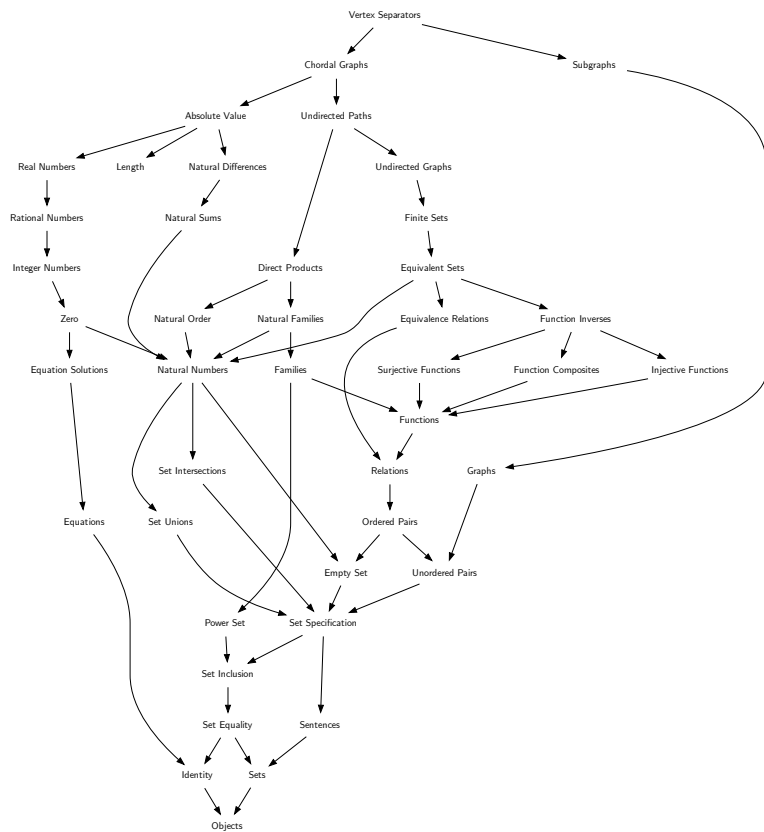 Vertex Separators
Chordal Graphs
Subgraphs
Absolute Value
Undirected Paths
Real Numbers
Length
Natural Differences
Undirected Graphs
Rational Numbers
Natural Sums
Finite Sets
Integer Numbers
Direct Products
Equivalent Sets
Zero
Natural Order
Natural Families
Equivalence Relations
Function Inverses
Equation Solutions
Natural Numbers
Families
Surjective Functions
Function Composites
Injective Functions
Functions
Set Intersections
Relations
Graphs
Equations
Set Unions
Ordered Pairs
Empty Set
Unordered Pairs
Power Set
Set Specification
Set Inclusion
Set Equality
Sentences
Identity
Sets
Objects